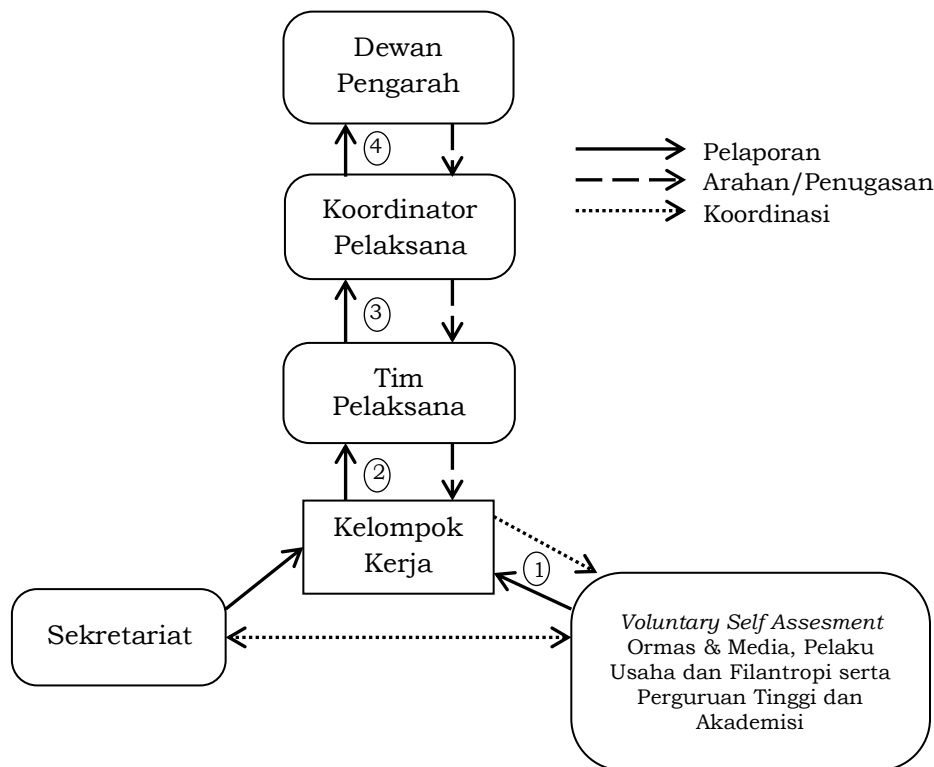 Dewan
Pengarah
4
Pelaporan
Arahan/Penugasan
Koordinasi
Koordinator
Pelaksana
3
Tim
Pelaksana
2
Kelompok
Kerja
1
Sekretariat
Voluntary Self Assesment
Ormas & Media, Pelaku
Usaha dan Filantropi serta
Perguruan Tinggi dan
Akademisi